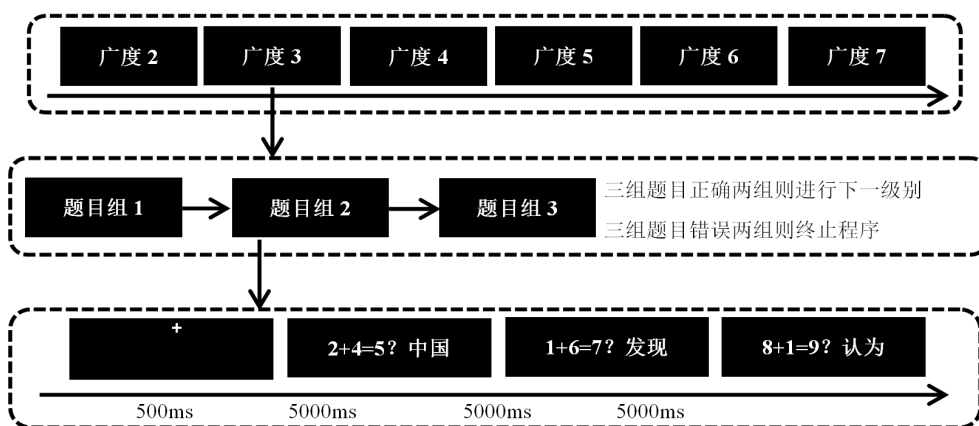 广度 2 广度 3 广度 4 广度 5 广度 6 广度 7
题目组 1 题目组 2 题目组 3
三组题目正确两组则进行下一级别
三组题目错误两组则终止程序
+
2+4=5？中国 1+6=7？发现 8+1=9？认为
500ms 5000ms 5000ms 5000ms